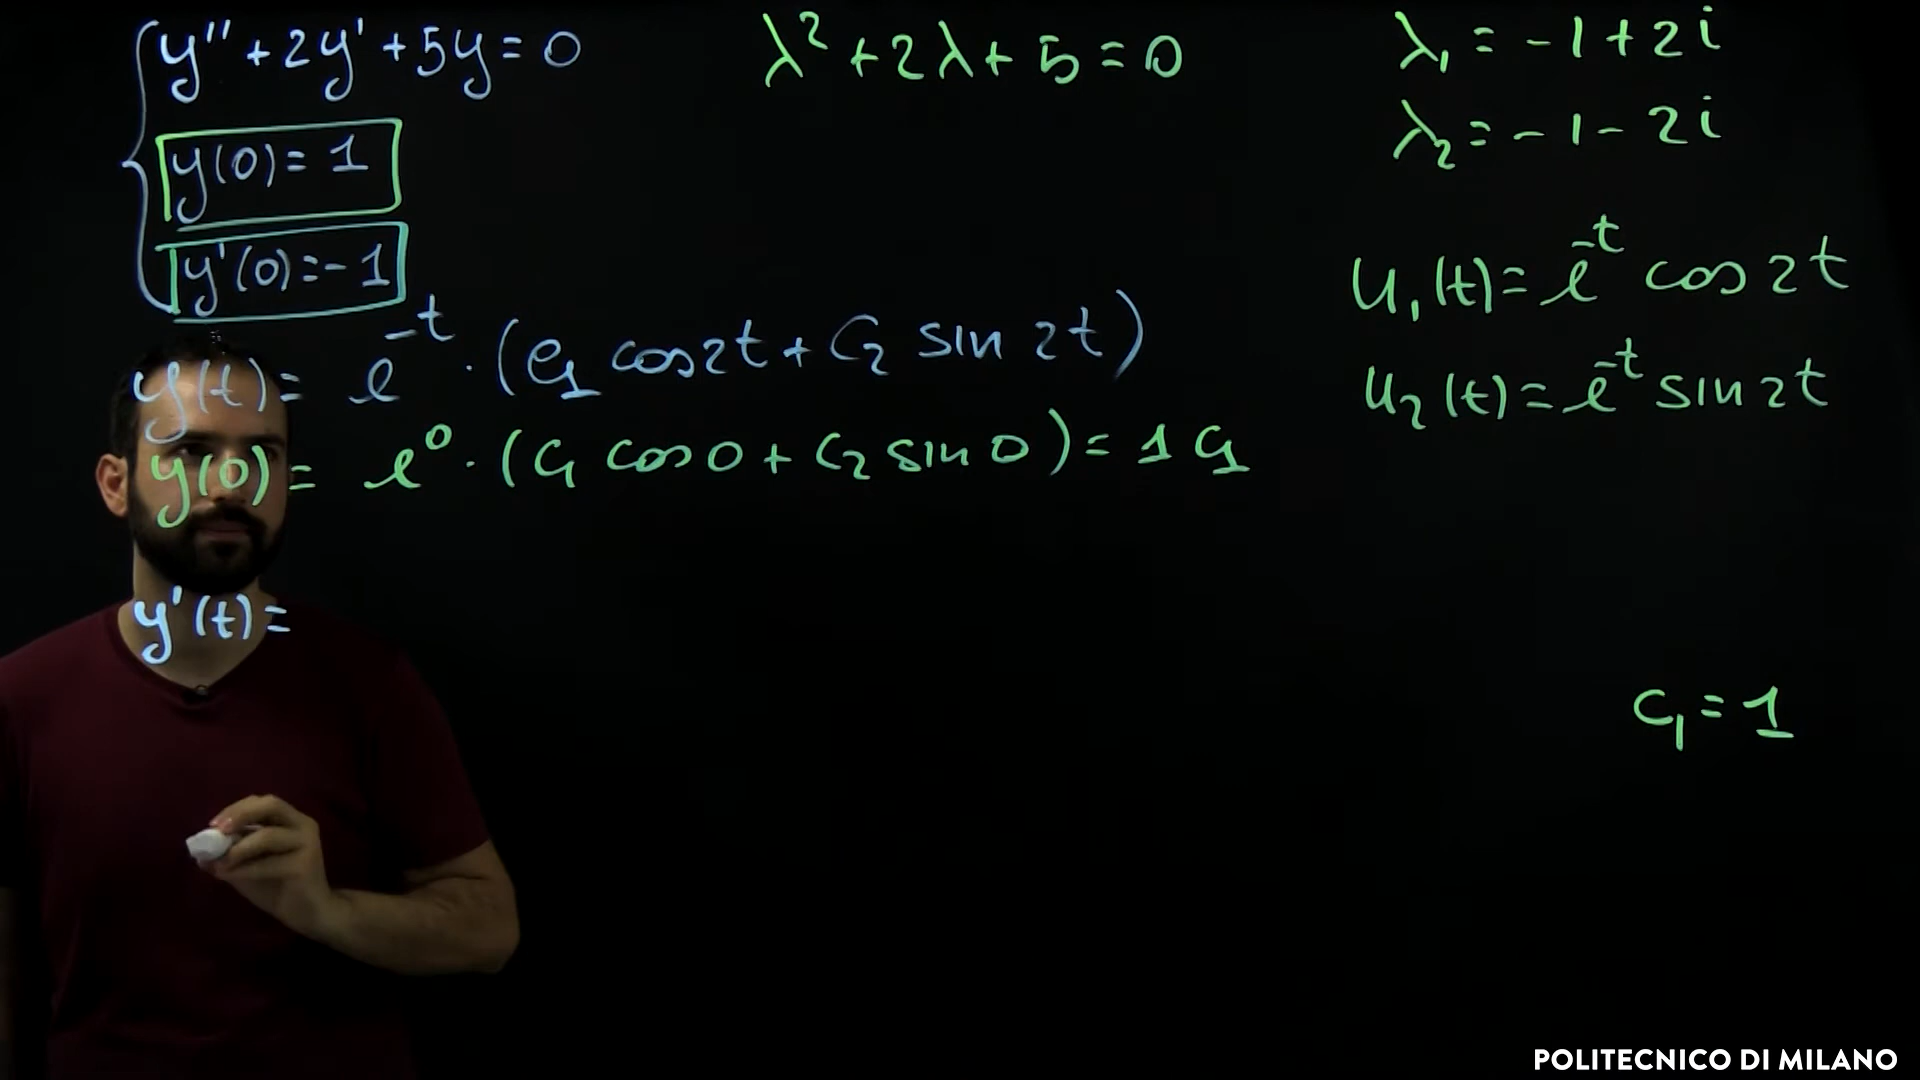 y'' + 2y' + 5y = 0
y(0) = 1
y'(0) = -1
λ² + 2λ + 5 = 0
λ₁ = -1 + 2i
λ₂ = -1 - 2i
u₁(t) = e⁻ᵗ cos 2t
u₂(t) = e⁻ᵗ sin 2t
y(t) = e⁻ᵗ · (c₁ cos 2t + c₂ sin 2t)
y(0) = e⁰ · (c₁ cos 0 + c₂ sin 0) = 1 c₁
y'(t) =
c₁ = 1
POLITECNICO DI MILANO